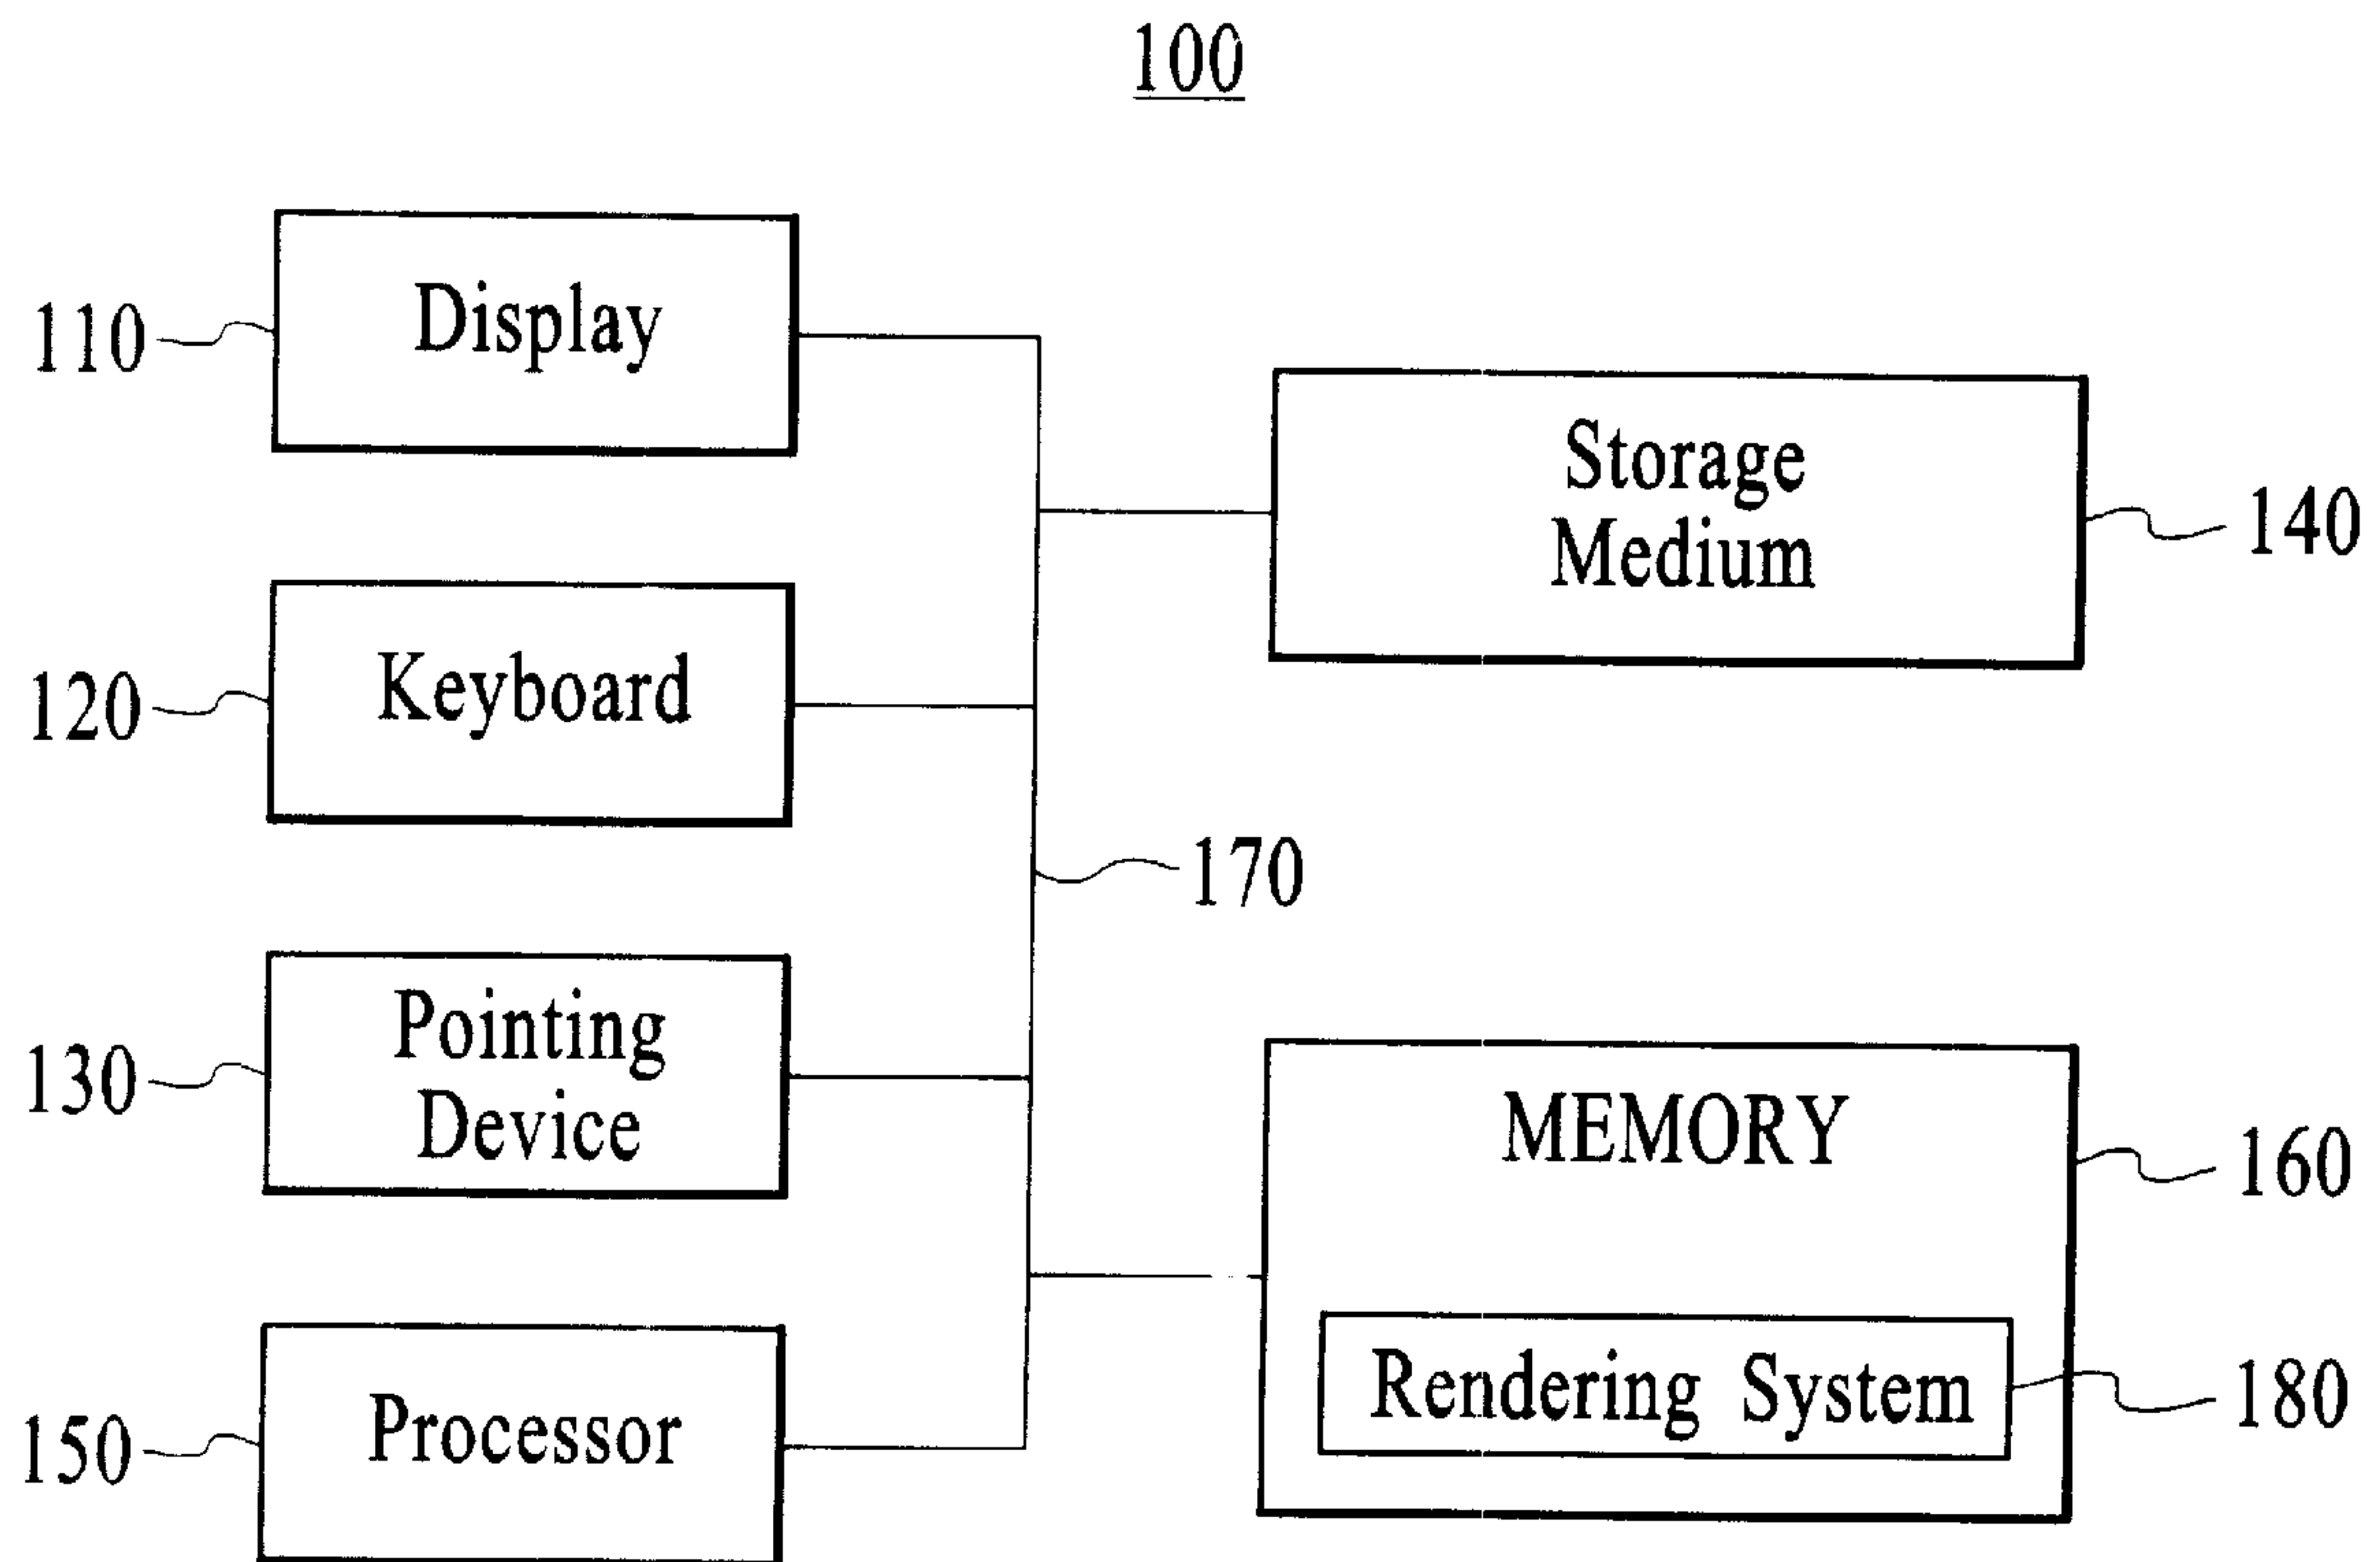 100
110
Display
Storage
Medium
140
120
Keyboard
170
130
Pointing
Device
MEMORY
160
150
Processor
Rendering System
180